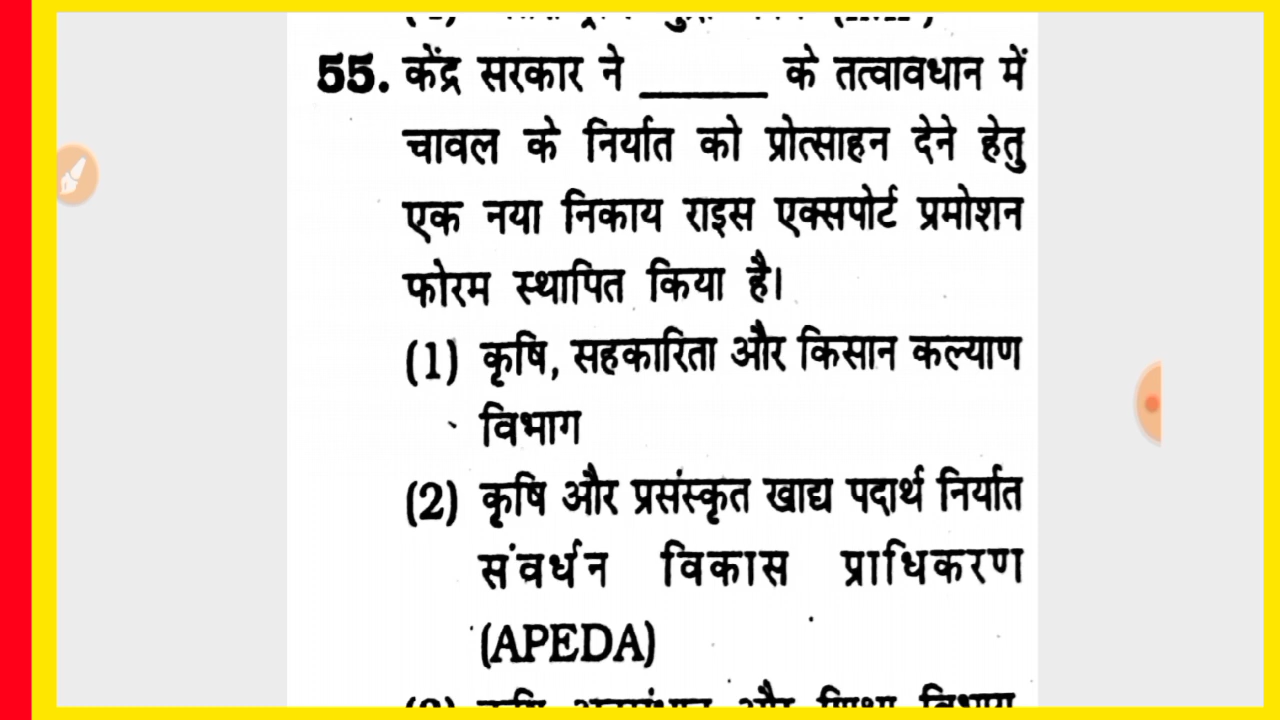 55. केंद्र सरकार ने ______ के तत्वावधान में
चावल के निर्यात को प्रोत्साहन देने हेतु
एक नया निकाय राइस एक्सपोर्ट प्रमोशन
फोरम स्थापित किया है।
(1) कृषि, सहकारिता और किसान कल्याण
विभाग
(2) कृषि और प्रसंस्कृत खाद्य पदार्थ निर्यात
संवर्धन विकास प्राधिकरण
(APEDA)